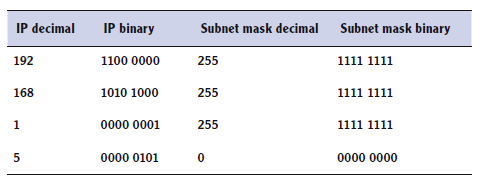 IP decimal IP binary Subnet mask decimal Subnet mask binary
192 1100 0000 255 1111 1111
168 1010 1000 255 1111 1111
1 0000 0001 255 1111 1111
5 0000 0101 0 0000 0000